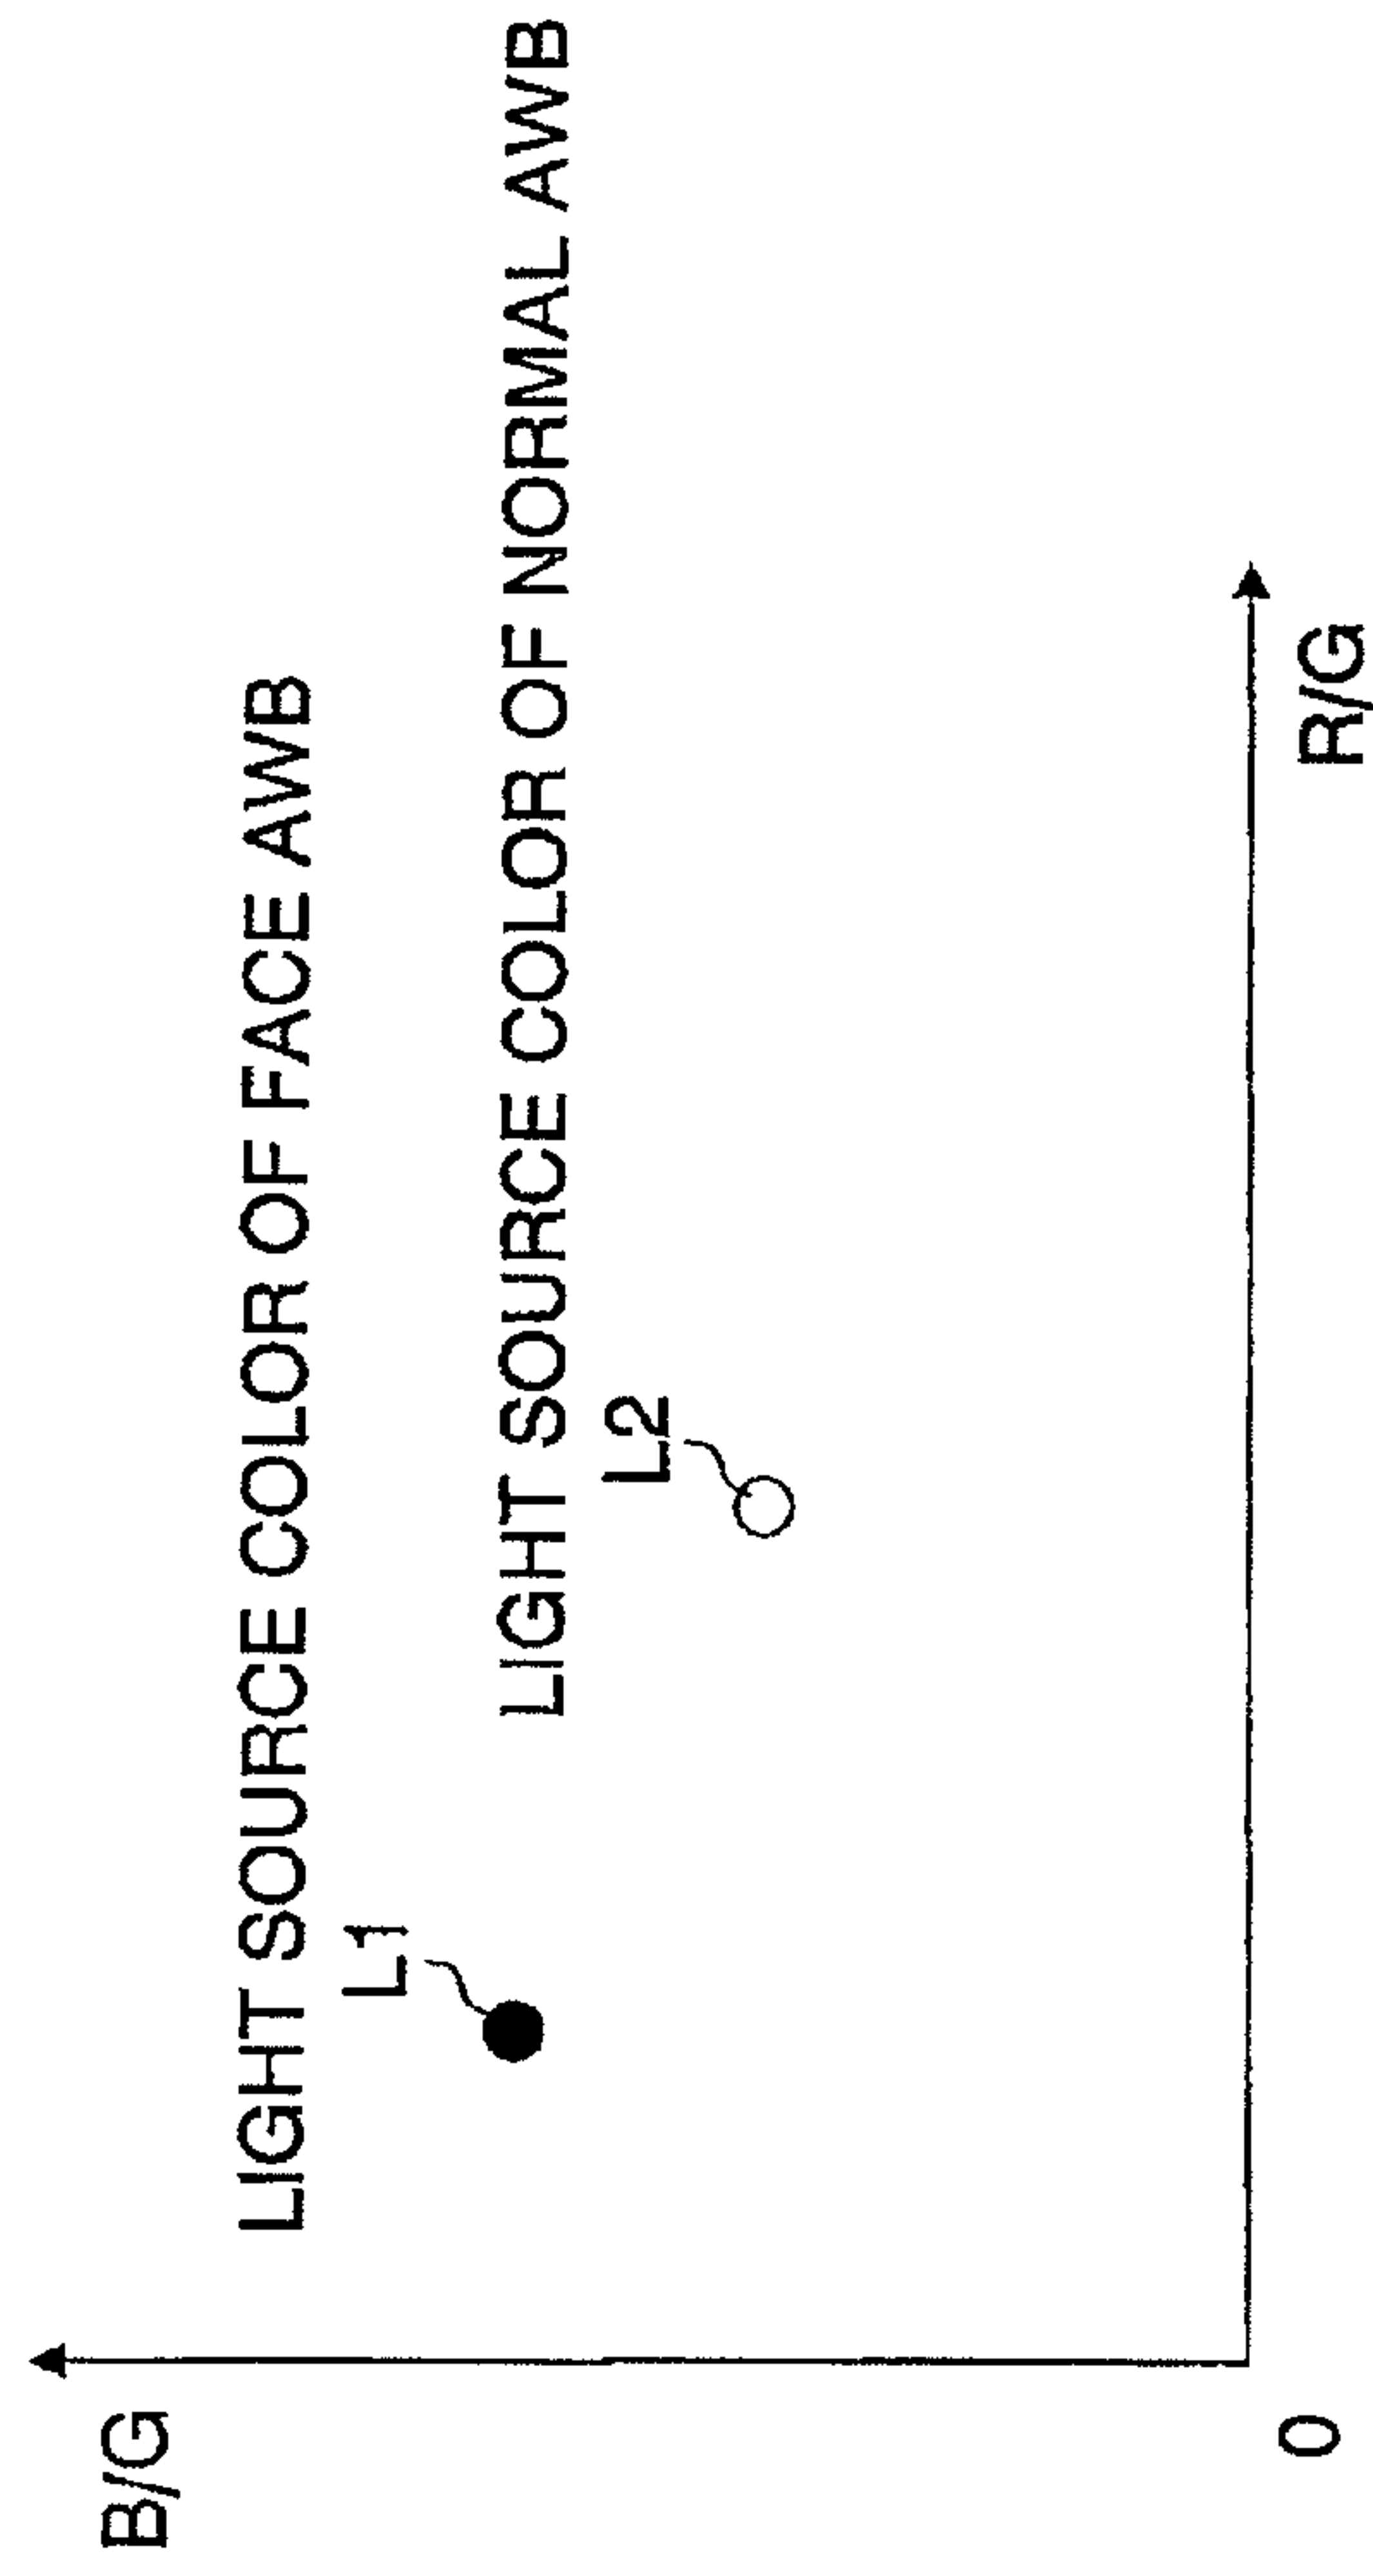 B/G
LIGHT SOURCE COLOR OF FACE AWB
L1
LIGHT SOURCE COLOR OF NORMAL AWB
L2
0
R/G